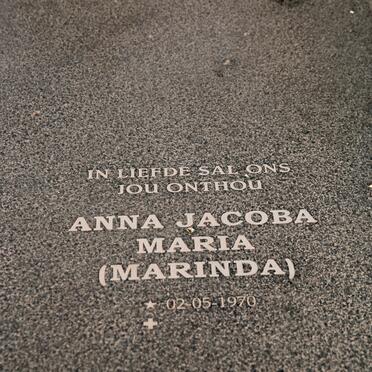 IN LIEFDE SAL ONS
JOU ONTHOU
ANNA JACOBA
MARIA
(MARINDA)
★ 02-05-1970
✚